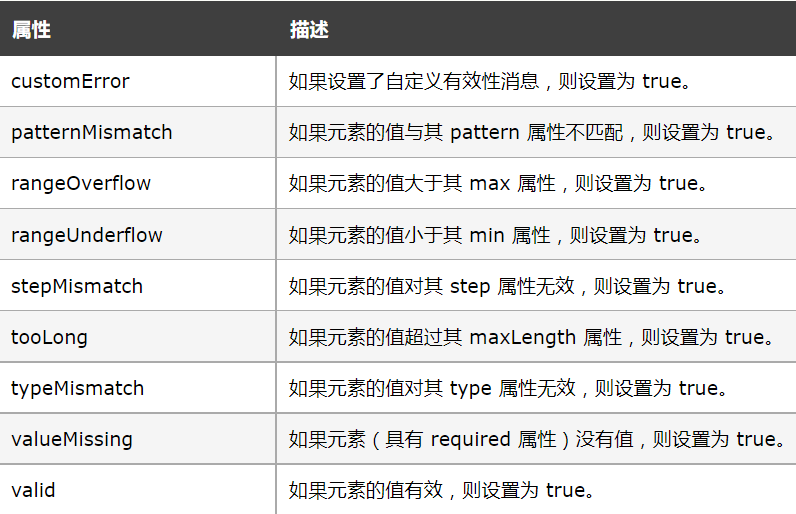 属性 描述
customError 如果设置了自定义有效性消息，则设置为 true。
patternMismatch 如果元素的值与其 pattern 属性不匹配，则设置为 true。
rangeOverflow 如果元素的值大于其 max 属性，则设置为 true。
rangeUnderflow 如果元素的值小于其 min 属性，则设置为 true。
stepMismatch 如果元素的值对其 step 属性无效，则设置为 true。
tooLong 如果元素的值超过其 maxLength 属性，则设置为 true。
typeMismatch 如果元素的值对其 type 属性无效，则设置为 true。
valueMissing 如果元素（具有 required 属性）没有值，则设置为 true。
valid 如果元素的值有效，则设置为 true。